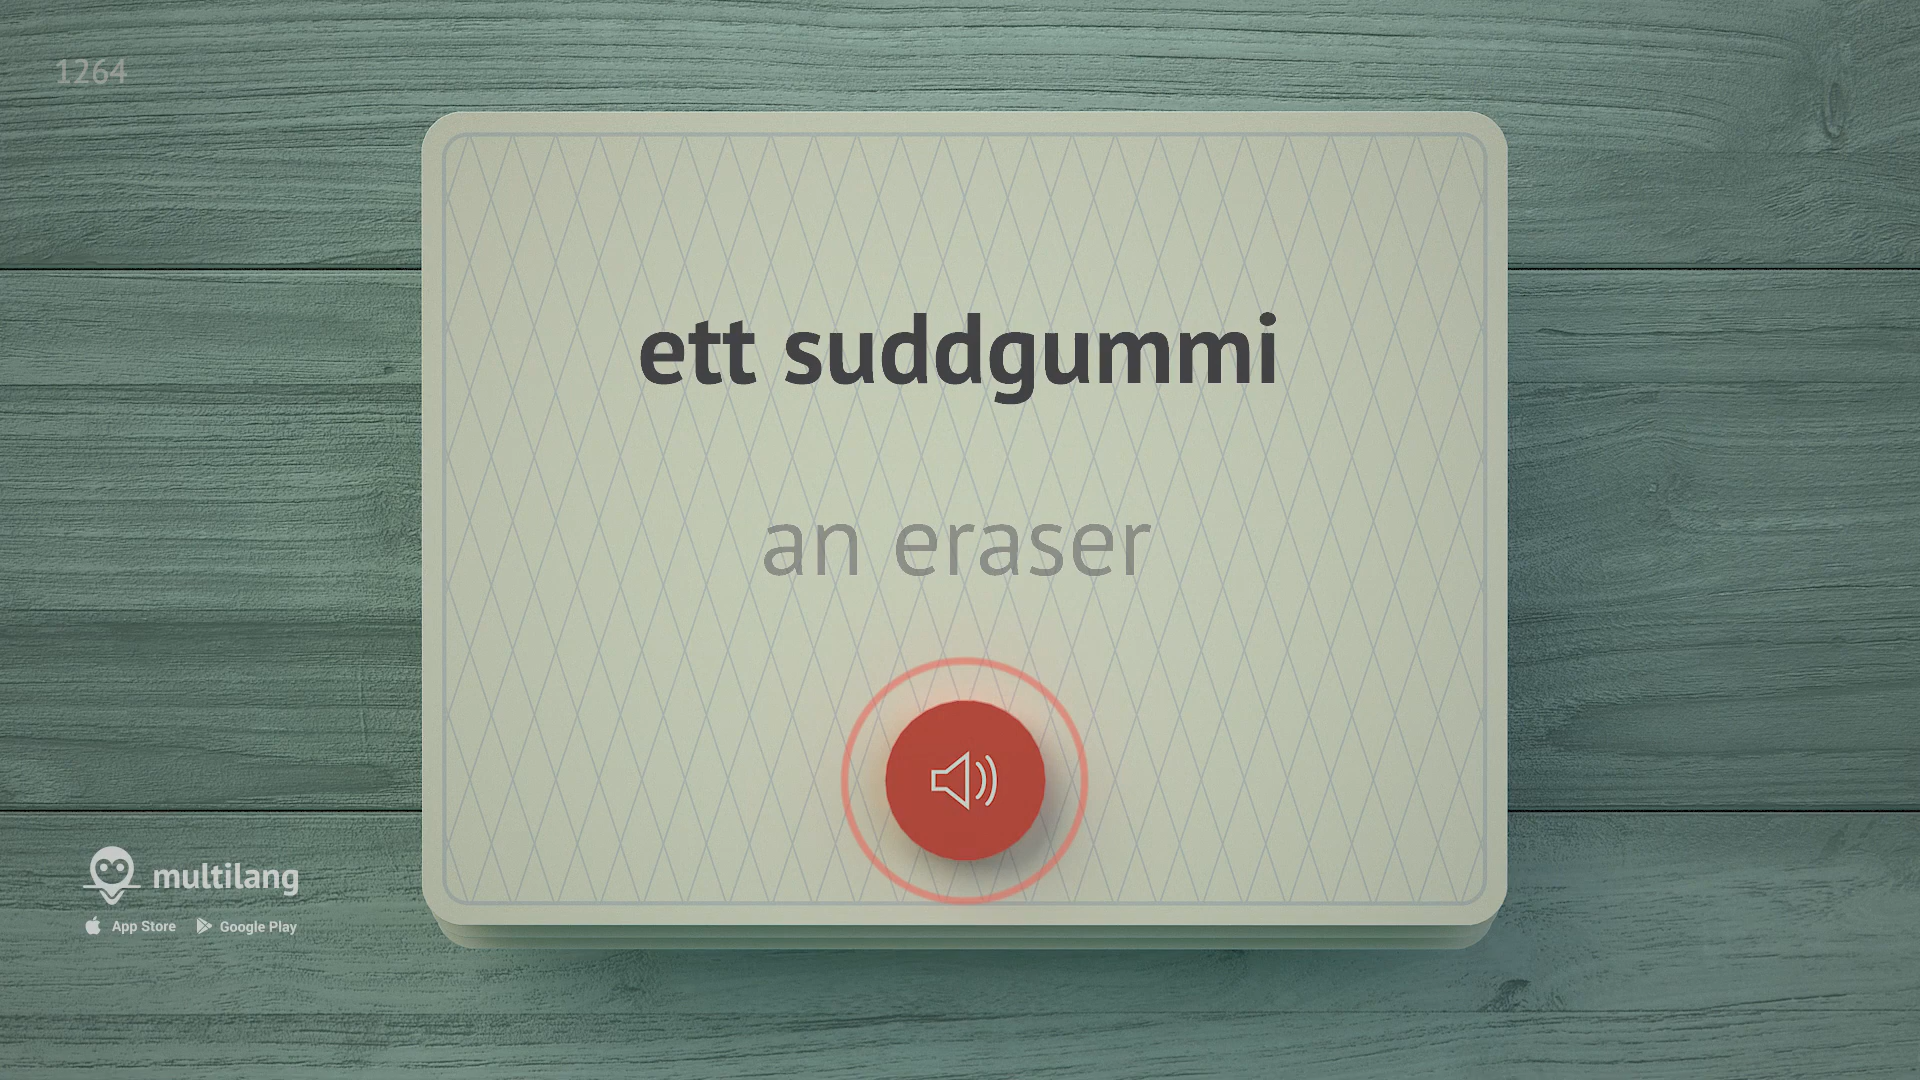 1264
ett suddgummi
an eraser
multilang
App Store
Google Play